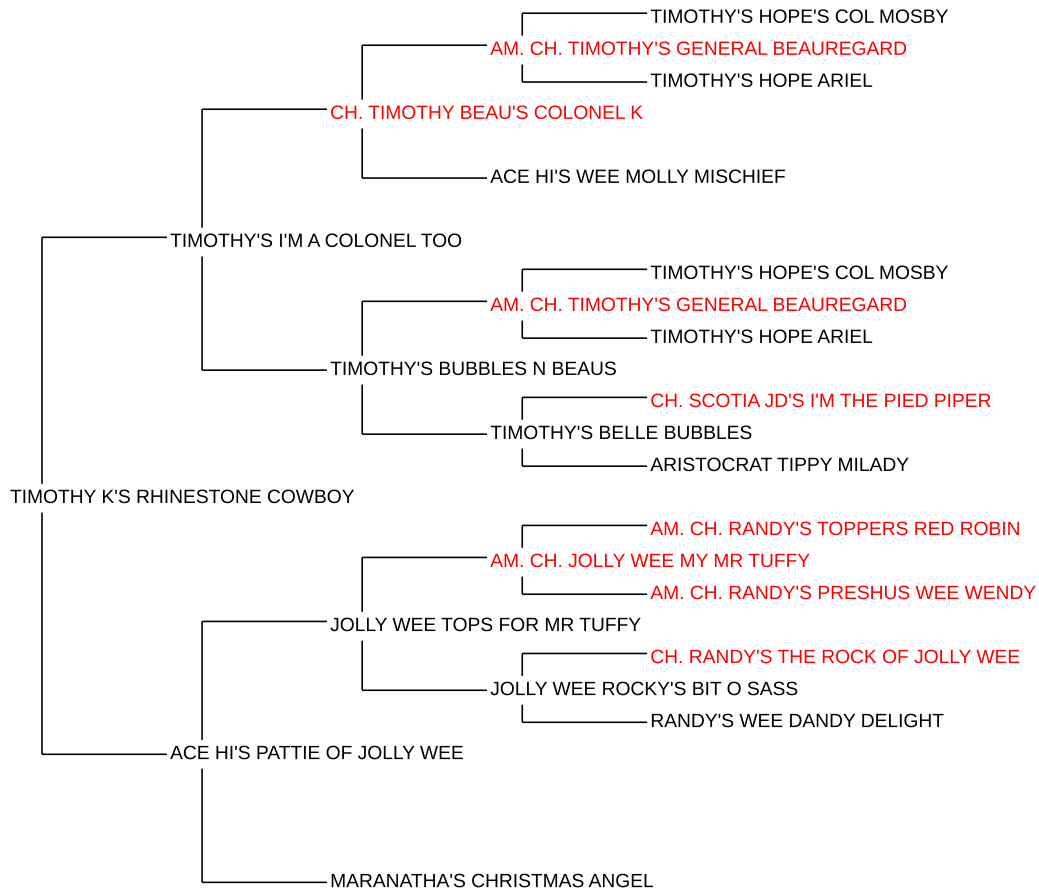 TIMOTHY'S HOPE'S COL MOSBY
AM. CH. TIMOTHY'S GENERAL BEAUREGARD
TIMOTHY'S HOPE ARIEL
CH. TIMOTHY BEAU'S COLONEL K
ACE HI'S WEE MOLLY MISCHIEF
TIMOTHY'S I'M A COLONEL TOO
TIMOTHY'S HOPE'S COL MOSBY
AM. CH. TIMOTHY'S GENERAL BEAUREGARD
TIMOTHY'S HOPE ARIEL
TIMOTHY'S BUBBLES N BEAUS
CH. SCOTIA JD'S I'M THE PIED PIPER
TIMOTHY'S BELLE BUBBLES
ARISTOCRAT TIPPY MILADY
TIMOTHY K'S RHINESTONE COWBOY
AM. CH. RANDY'S TOPPERS RED ROBIN
AM. CH. JOLLY WEE MY MR TUFFY
AM. CH. RANDY'S PRESHUS WEE WENDY
JOLLY WEE TOPS FOR MR TUFFY
CH. RANDY'S THE ROCK OF JOLLY WEE
JOLLY WEE ROCKY'S BIT O SASS
RANDY'S WEE DANDY DELIGHT
ACE HI'S PATTIE OF JOLLY WEE
MARANATHA'S CHRISTMAS ANGEL